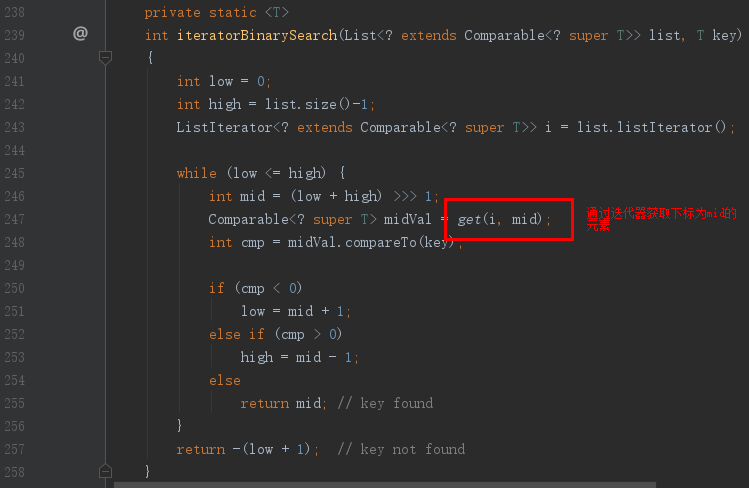 238 private static <T>
239 @ int iteratorBinarySearch(List<? extends Comparable<? super T>> list, T key)
240 {
241 int low = 0;
242 int high = list.size()-1;
243 ListIterator<? extends Comparable<? super T>> i = list.listIterator();
244
245 while (low <= high) {
246 int mid = (low + high) >>> 1;
247 Comparable<? super T> midVal = get(i, mid);
248 int cmp = midVal.compareTo(key);
249
250 if (cmp < 0)
251 low = mid + 1;
252 else if (cmp > 0)
253 high = mid - 1;
254 else
255 return mid; // key found
256 }
257 return -(low + 1);  // key not found
258 }
通过迭代器获取下标为mid的
元素